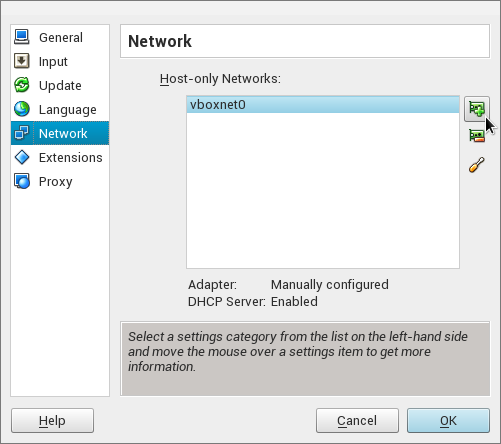 General
Input
Update
Language
Network
Extensions
Proxy
Network
Host-only Networks:
vboxnet0
Adapter: Manually configured
DHCP Server: Enabled
Select a settings category from the list on the left-hand side
and move the mouse over a settings item to get more
information.
Help
Cancel
OK